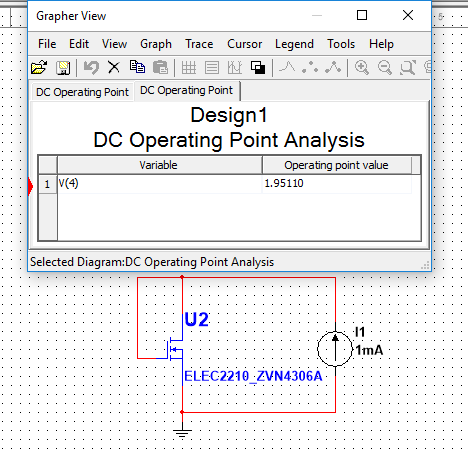 Grapher View
File Edit View Graph Trace Cursor Legend Tools Help
DC Operating Point DC Operating Point
Design1
DC Operating Point Analysis
Variable Operating point value
1 V(4) 1.95110
Selected Diagram:DC Operating Point Analysis
U2
I1
1mA
ELEC2210_ZVN4306A
5